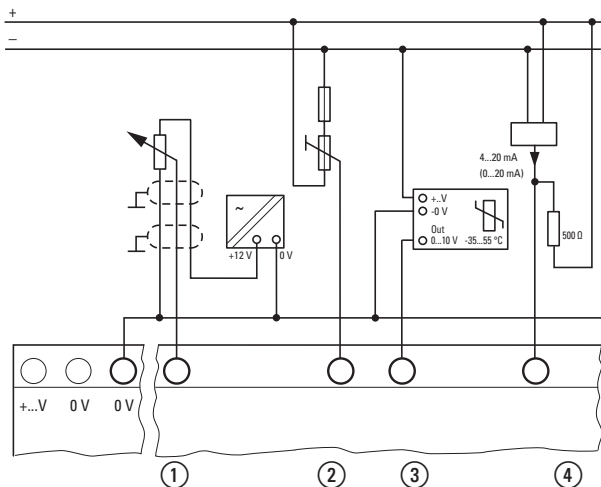 +
–
4...20 mA
(0...20 mA)
~
+..V
-0 V
Out
0...10 V -35...55 °C
500 Ω
+12 V 0 V
+...V 0 V 0 V
1 2 3 4